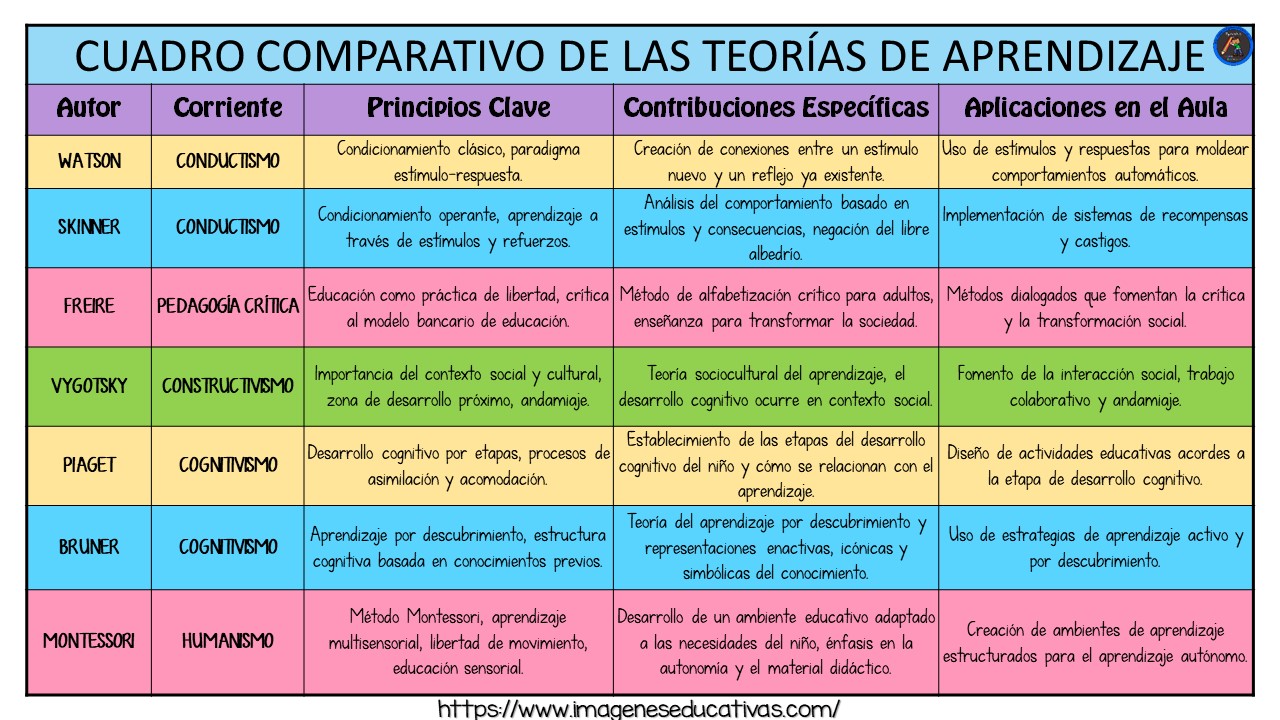 CUADRO COMPARATIVO DE LAS TEORÍAS DE APRENDIZAJE
Autor
Corriente
Principios Clave
Contribuciones Específicas
Aplicaciones en el Aula
WATSON
CONDUCTISMO
Condicionamiento clásico, paradigma
estímulo-respuesta.
Creación de conexiones entre un estímulo
nuevo y un reflejo ya existente.
Uso de estímulos y respuestas para moldear
comportamientos automáticos.
SKINNER
CONDUCTISMO
Condicionamiento operante, aprendizaje a
través de estímulos y refuerzos.
Análisis del comportamiento basado en
estímulos y consecuencias, negación del libre
albedrío.
Implementación de sistemas de recompensas
y castigos.
FREIRE
PEDAGOGÍA CRÍTICA
Educación como práctica de libertad, crítica
al modelo bancario de educación.
Método de alfabetización crítico para adultos,
enseñanza para transformar la sociedad.
Métodos dialogados que fomentan la crítica
y la transformación social.
VYGOTSKY
CONSTRUCTIVISMO
Importancia del contexto social y cultural,
zona de desarrollo próximo, andamiaje.
Teoría sociocultural del aprendizaje, el
desarrollo cognitivo ocurre en contexto social.
Fomento de la interacción social, trabajo
colaborativo y andamiaje.
PIAGET
COGNITIVISMO
Desarrollo cognitivo por etapas, procesos de
asimilación y acomodación.
Establecimiento de las etapas del desarrollo
cognitivo del niño y cómo se relacionan con el
aprendizaje.
Diseño de actividades educativas acordes a
la etapa de desarrollo cognitivo.
BRUNER
COGNITIVISMO
Aprendizaje por descubrimiento, estructura
cognitiva basada en conocimientos previos.
Teoría del aprendizaje por descubrimiento y
representaciones enactivas, icónicas y
simbólicas del conocimiento.
Uso de estrategias de aprendizaje activo y
por descubrimiento.
MONTESSORI
HUMANISMO
Método Montessori, aprendizaje
multisensorial, libertad de movimiento,
educación sensorial.
Desarrollo de un ambiente educativo adaptado
a las necesidades del niño, énfasis en la
autonomía y el material didáctico.
Creación de ambientes de aprendizaje
estructurados para el aprendizaje autónomo.
https://www.imageneseducativas.com/